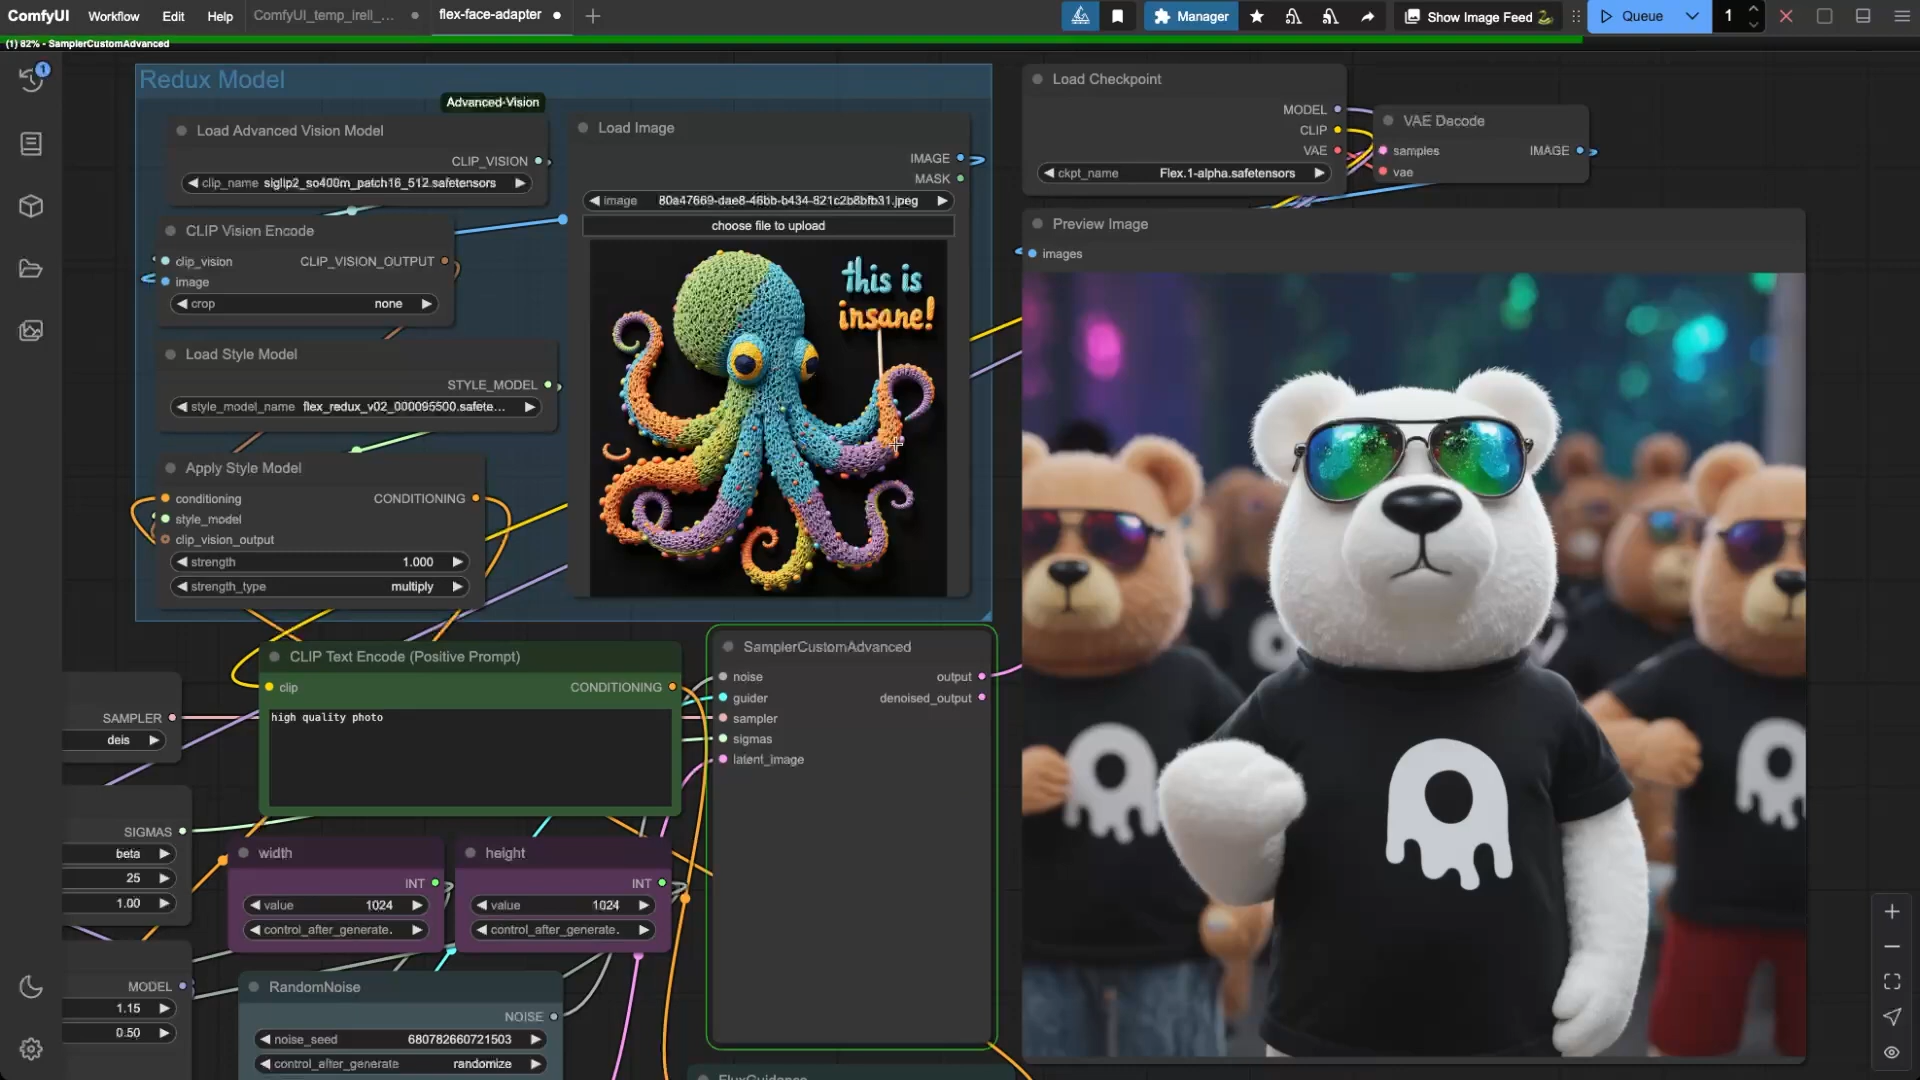 ComfyUI Workflow Edit Help ComfyUI_temp_irell_... flex-face-adapter
Manager Show Image Feed Queue 1
(1) 82% - SamplerCustomAdvanced
1
Redux Model
Advanced-Vision
Load Advanced Vision Model
CLIP_VISION
clip_name siglip2_so400m_patch16_512.safetensors
CLIP Vision Encode
clip_vision CLIP_VISION_OUTPUT
image
crop none
Load Style Model
STYLE_MODEL
style_model_name flex_redux_v02_000095500.safete...
Apply Style Model
conditioning CONDITIONING
style_model
clip_vision_output
strength 1.000
strength_type multiply
Load Image
IMAGE
MASK
image 80a47669-dae8-46bb-b434-821c2b8bfb31.jpeg
choose file to upload
this is
insane!
Load Checkpoint
MODEL
CLIP
VAE
ckpt_name Flex.1-alpha.safetensors
VAE Decode
samples IMAGE
vae
Preview Image
images
CLIP Text Encode (Positive Prompt)
clip CONDITIONING
high quality photo
SamplerCustomAdvanced
noise output
guider denoised_output
sampler
sigmas
latent_image
SAMPLER
deis
SIGMAS
beta
25
1.00
MODEL
1.15
0.50
width
INT
value 1024
control_after_generate.
height
INT
value 1024
control_after_generate.
RandomNoise
NOISE
noise_seed 680782660721503
control_after_generate randomize
FluxGuidance